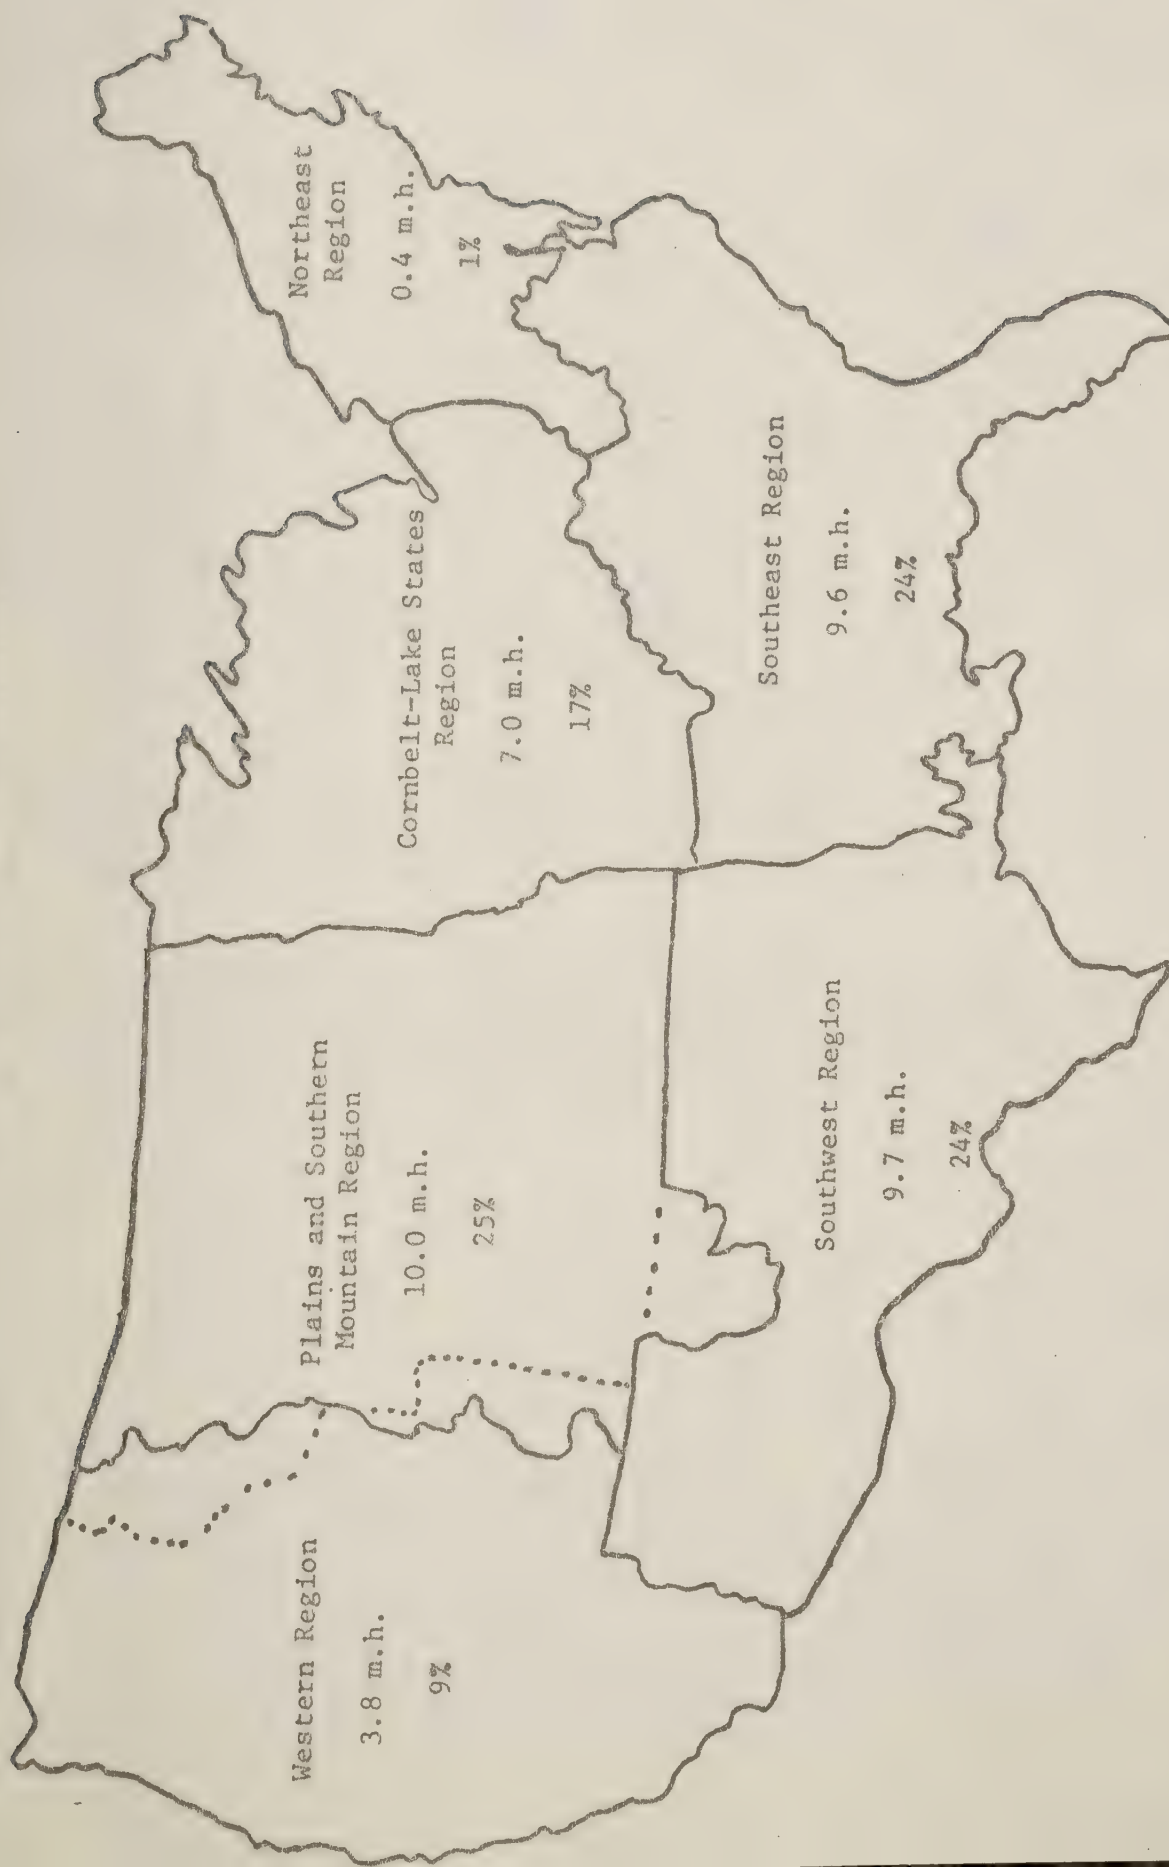 Western Region
3.8 m.h.
9%
Plains and Southern
Mountain Region
10.0 m.h.
25%
Cornbelt-Lake States
Region
7.0 m.h.
17%
Northeast
Region
0.4 m.h.
1%
Southwest Region
9.7 m.h.
24%
Southeast Region
9.6 m.h.
24%